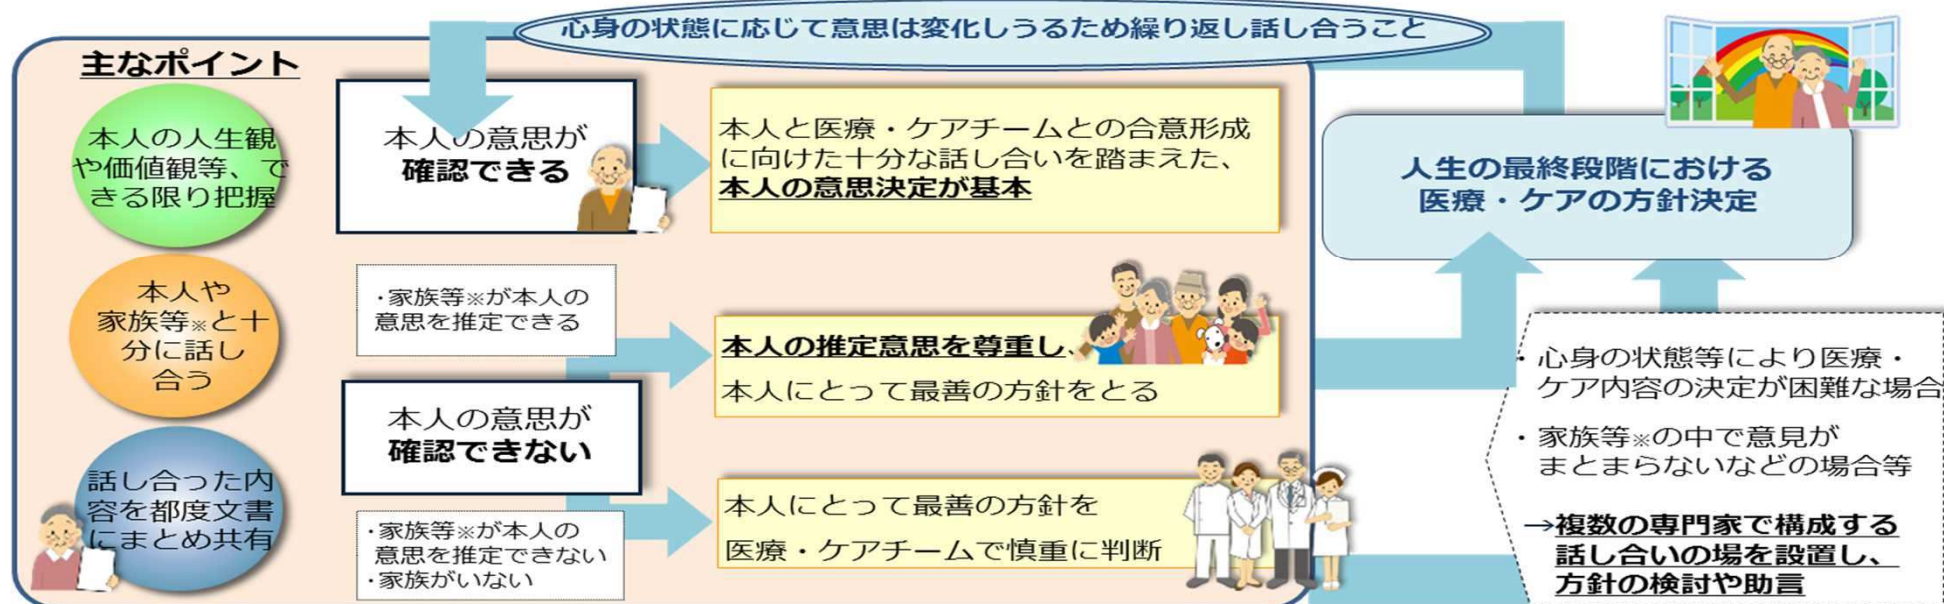 心身の状態に応じて意思は変化しうるため繰り返し話し合うこと
主なポイント
本人の人生観
や価値観等、で
きる限り把握
本人や
家族等※と十
分に話し
合う
話し合った内
容を都度文書
にまとめ共有
本人の意思が
確認できる
本人と医療・ケアチームとの合意形成
に向けた十分な話し合いを踏まえた、
本人の意思決定が基本
・家族等※が本人の
意思を推定できる
本人の推定意思を尊重し、
本人にとって最善の方針をとる
本人の意思が
確認できない
・家族等※が本人の
意思を推定できない
・家族がいない
本人にとって最善の方針を
医療・ケアチームで慎重に判断
人生の最終段階における
医療・ケアの方針決定
・心身の状態等により医療・
ケア内容の決定が困難な場合
・家族等※の中で意見が
まとまらないなどの場合等
→複数の専門家で構成する
話し合いの場を設置し、
方針の検討や助言